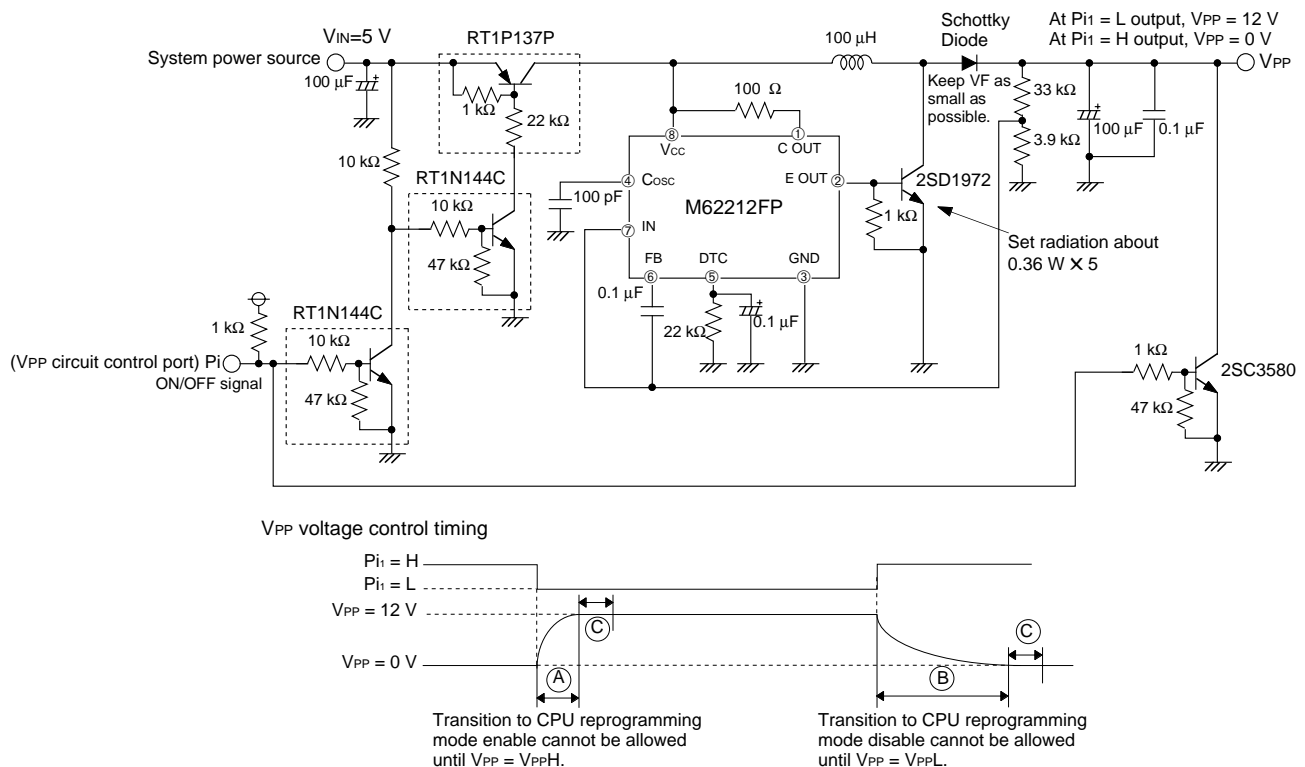 VIN=5 V
System power source
100 µF
RT1P137P
1 kΩ
22 kΩ
10 kΩ
RT1N144C
10 kΩ
47 kΩ
100 µH
Schottky
Diode
Keep VF as
small as
possible.
At Pi1 = L output, VPP = 12 V
At Pi1 = H output, VPP = 0 V
VPP
33 kΩ
3.9 kΩ
100 µF
0.1 µF
100 Ω
8
1
VCC
C OUT
4
COSC
100 pF
7
IN
M62212FP
E OUT
2
FB
DTC
GND
6
5
3
0.1 µF
22 kΩ
0.1 µF
1 kΩ
2SD1972
Set radiation about
0.36 W X 5
RT1N144C
1 kΩ
10 kΩ
47 kΩ
(VPP circuit control port) Pi
ON/OFF signal
1 kΩ
47 kΩ
2SC3580
VPP voltage control timing
Pi1 = H
Pi1 = L
VPP = 12 V
VPP = 0 V
C
A
B
C
Transition to CPU reprogramming
mode enable cannot be allowed
until VPP = VPPH.
Transition to CPU reprogramming
mode disable cannot be allowed
until VPP = VPPL.